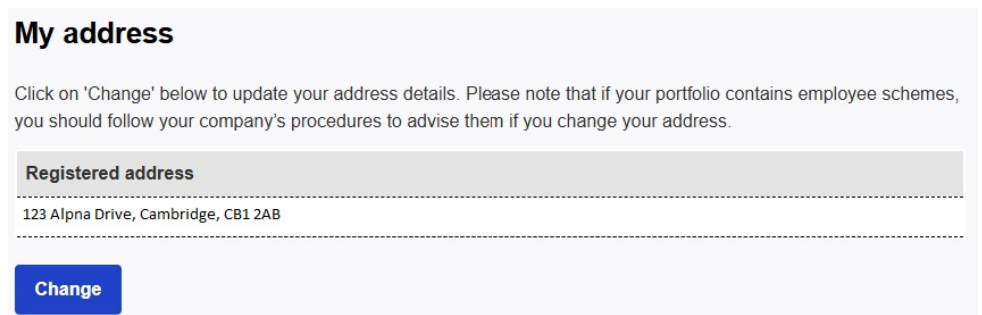 My address
Click on 'Change' below to update your address details. Please note that if your portfolio contains employee schemes,
you should follow your company's procedures to advise them if you change your address.
Registered address
123 Alpna Drive, Cambridge, CB1 2AB
Change